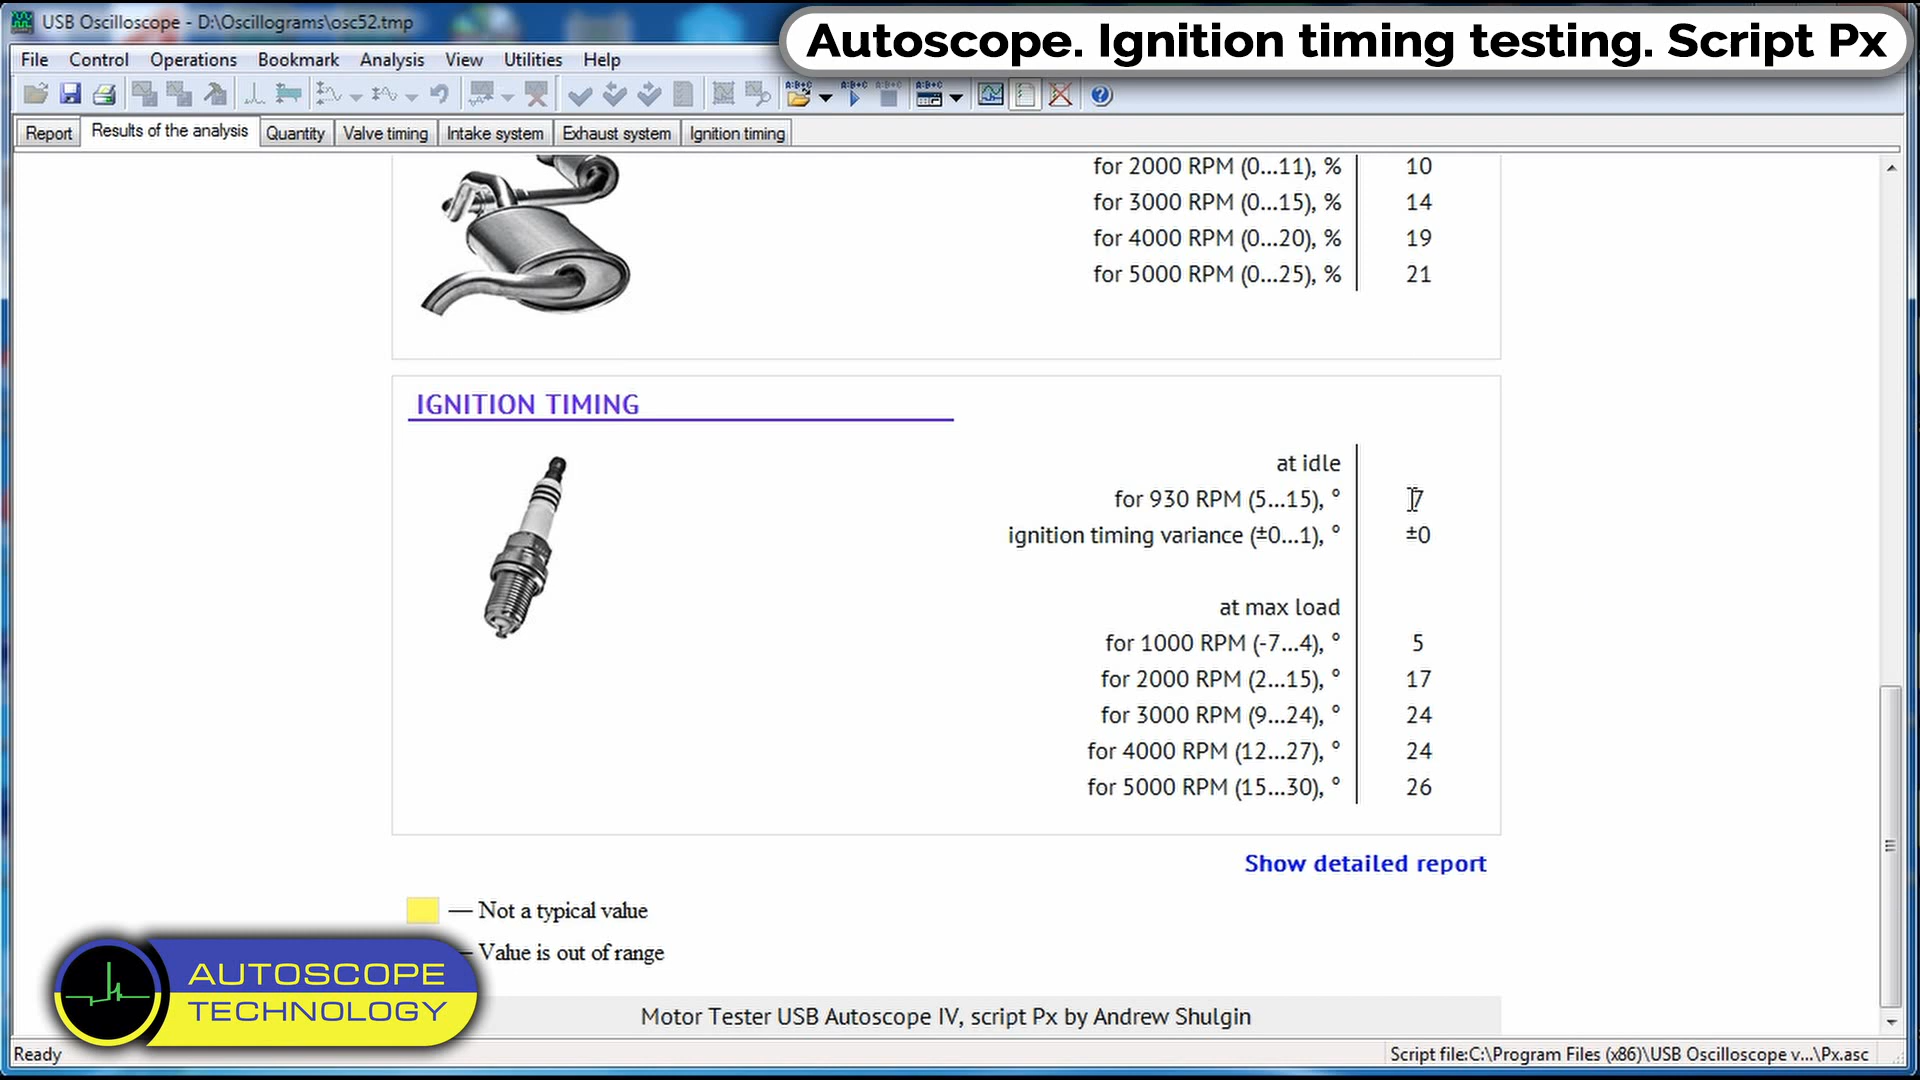 USB Oscilloscope - D:\Oscillograms\osc52.tmp
Autoscope. Ignition timing testing. Script Px
File Control Operations Bookmark Analysis View Utilities Help
A:B+C A:B+C A:B+C A:B+C
Report Results of the analysis Quantity Valve timing Intake system Exhaust system Ignition timing
for 2000 RPM (0...11), % 10
for 3000 RPM (0...15), % 14
for 4000 RPM (0...20), % 19
for 5000 RPM (0...25), % 21
IGNITION TIMING
at idle
for 930 RPM (5...15), ° 7
ignition timing variance (±0...1), ° ±0
at max load
for 1000 RPM (-7...4), ° 5
for 2000 RPM (2...15), ° 17
for 3000 RPM (9...24), ° 24
for 4000 RPM (12...27), ° 24
for 5000 RPM (15...30), ° 26
Show detailed report
— Not a typical value
— Value is out of range
AUTOSCOPE
TECHNOLOGY
Motor Tester USB Autoscope IV, script Px by Andrew Shulgin
Ready
Script file:C:\Program Files (x86)\USB Oscilloscope v...\Px.asc